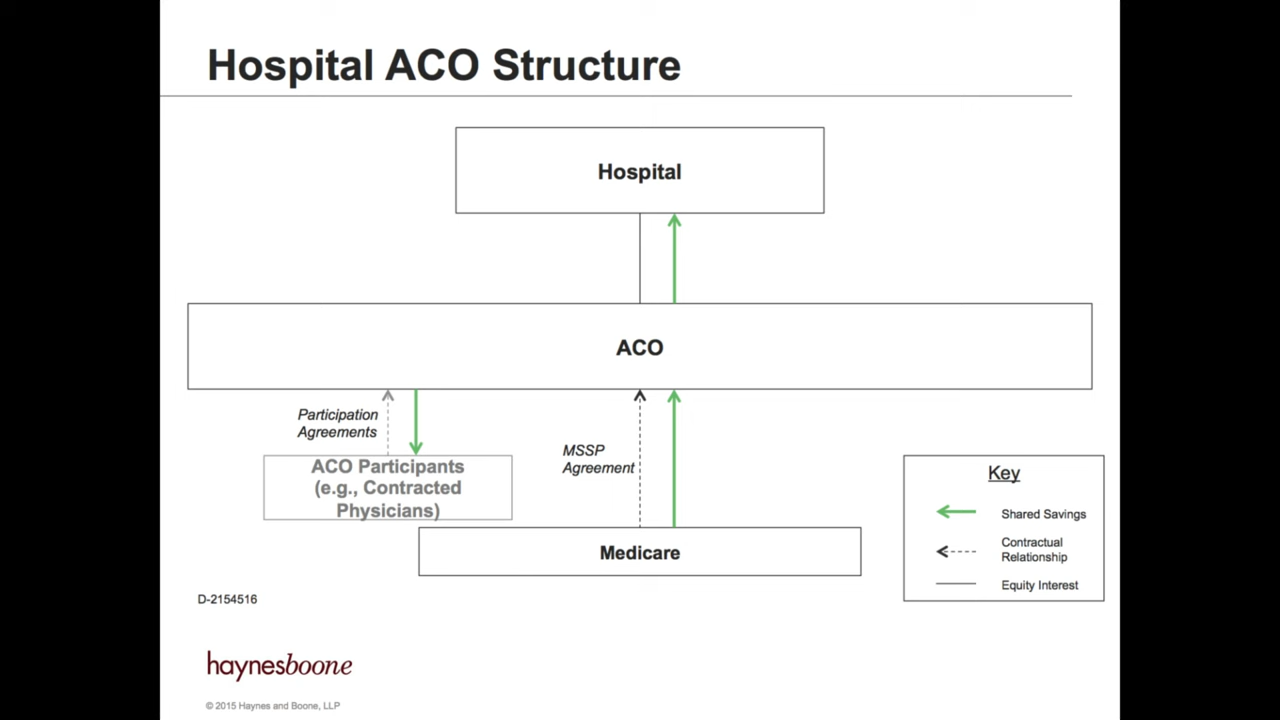 Hospital ACO Structure
Hospital
ACO
Participation
Agreements
MSSP
Agreement
ACO Participants
(e.g., Contracted
Physicians)
Medicare
Key
Shared Savings
Contractual
Relationship
Equity Interest
D-2154516
haynesboone
© 2015 Haynes and Boone, LLP